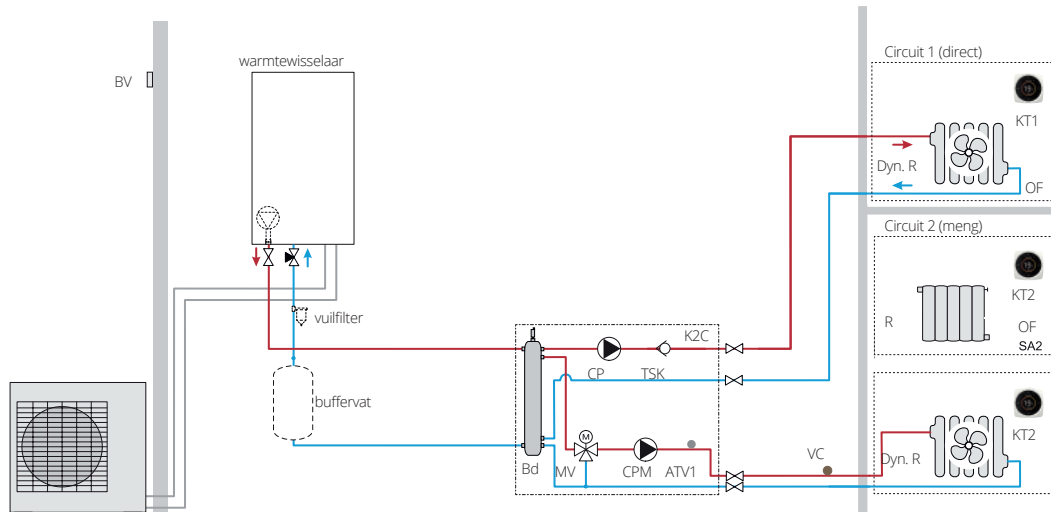 warmtewisselaar
BV
Circuit 1 (direct)
KT1
Dyn. R
OF
Circuit 2 (meng)
KT2
R
OF
SA2
vuilfilter
K2C
CP
TSK
buffervat
M
KT2
Dyn. R
VC
Bd
MV
CPM
ATV1